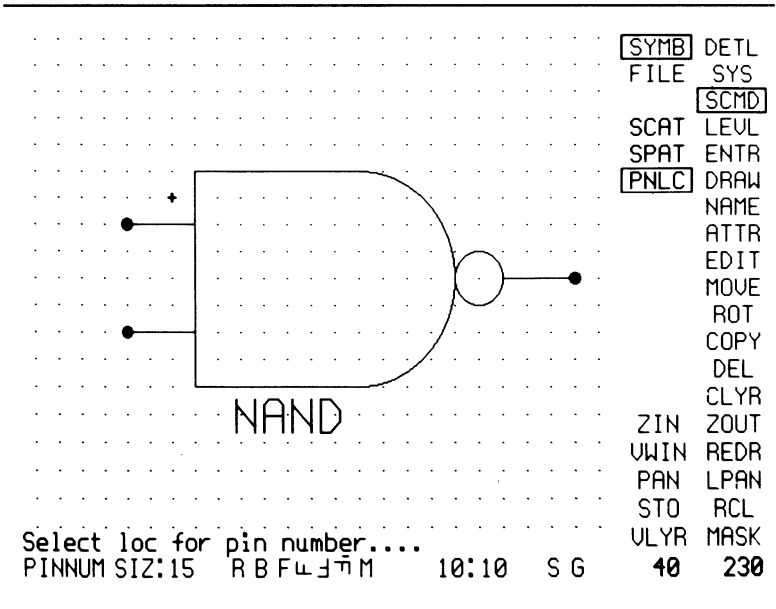 SYMB DETL
FILE SYS
SCMD
SCAT LEVL
SPAT ENTR
PNLC DRAW
NAME
ATTR
EDIT
MOVE
ROT
COPY
DEL
CLYR
NAND
ZIN ZOUT
VWIN REDR
PAN LPAN
STO RCL
VLYR MASK
Select loc for pin number....
PINNUM SIZ:15 R B F M 10:10 S G 40 230